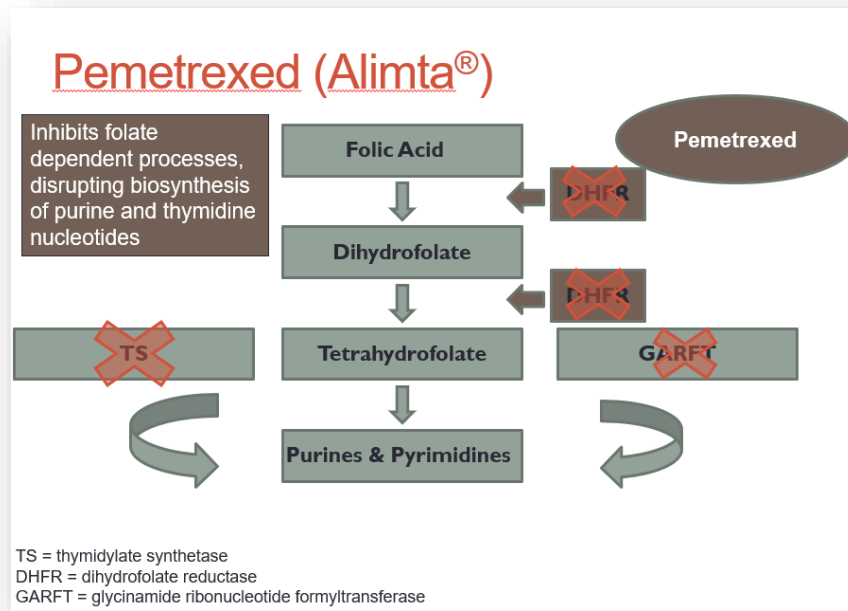 Pemetrexed (Alimta®)
Inhibits folate
dependent processes,
disrupting biosynthesis
of purine and thymidine
nucleotides
Folic Acid
Pemetrexed
DHFR
Dihydrofolate
DHFR
TS
Tetrahydrofolate
GARFT
Purines & Pyrimidines
TS = thymidylate synthetase
DHFR = dihydrofolate reductase
GARFT = glycinamide ribonucleotide formyltransferase